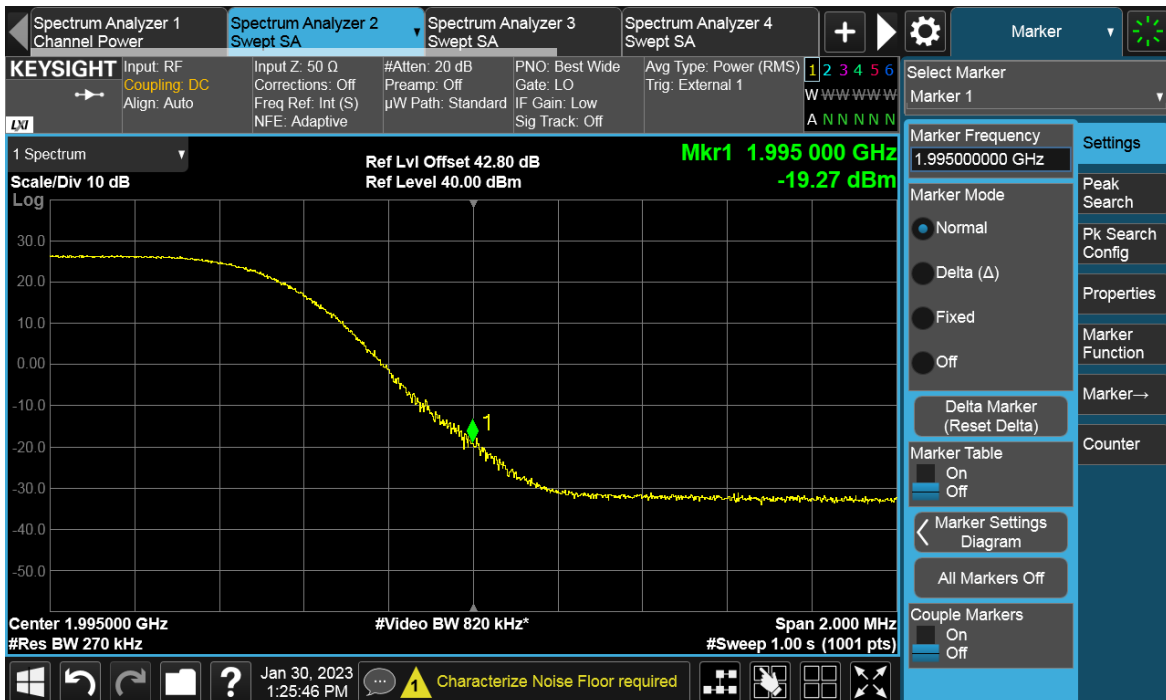 Spectrum Analyzer 1
Channel Power
Spectrum Analyzer 2
Swept SA
Spectrum Analyzer 3
Swept SA
Spectrum Analyzer 4
Swept SA
+
Marker
KEYSIGHT
LXI
Input: RF
Coupling: DC
Align: Auto
Input Z: 50 Ω
Corrections: Off
Freq Ref: Int (S)
NFE: Adaptive
#Atten: 20 dB
Preamp: Off
µW Path: Standard
PNO: Best Wide
Gate: LO
IF Gain: Low
Sig Track: Off
Avg Type: Power (RMS)
Trig: External 1
1 2 3 4 5 6
W W W W W W
A N N N N N
Select Marker
Marker 1
1 Spectrum
Scale/Div 10 dB
Log
Ref Lvl Offset 42.80 dB
Ref Level 40.00 dBm
Mkr1 1.995 000 GHz
-19.27 dBm
30.0
20.0
10.0
0.00
-10.0
-20.0
-30.0
-40.0
-50.0
1
Center 1.995000 GHz
#Res BW 270 kHz
#Video BW 820 kHz*
Span 2.000 MHz
#Sweep 1.00 s (1001 pts)
Marker Frequency
1.995000000 GHz
Marker Mode
Normal
Delta (Δ)
Fixed
Off
Delta Marker
(Reset Delta)
Marker Table
On
Off
Marker Settings
Diagram
All Markers Off
Couple Markers
On
Off
Settings
Peak
Search
Pk Search
Config
Properties
Marker
Function
Marker→
Counter
?
Jan 30, 2023
1:25:46 PM
1
Characterize Noise Floor required